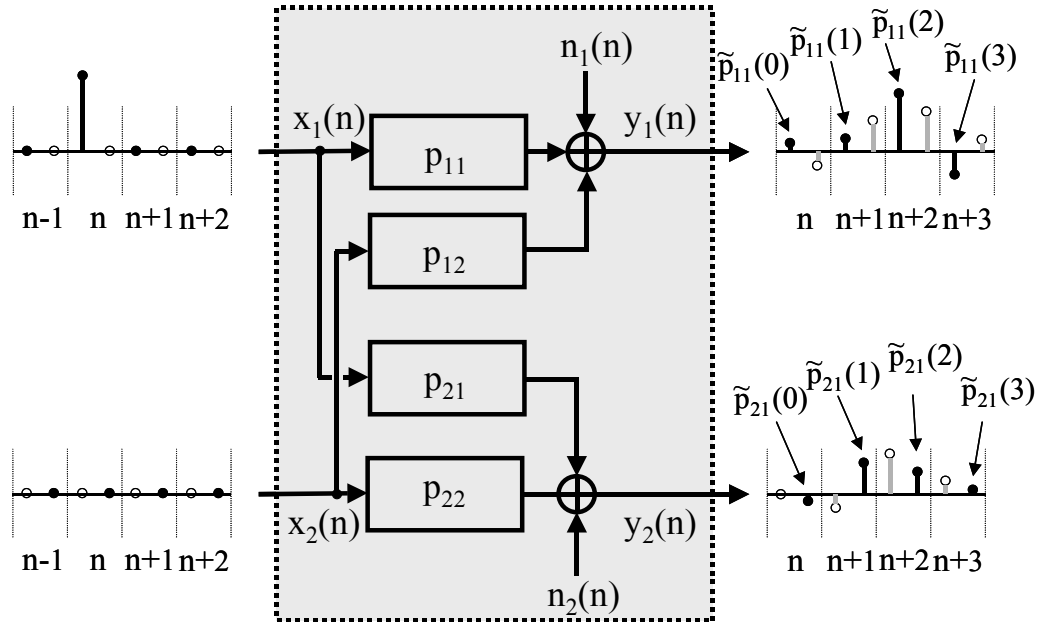 p̃₁₁(2)
n₁(n)
p̃₁₁(1)
p̃₁₁(0)
p̃₁₁(3)
x₁(n)
p₁₁
y₁(n)
n-1 n n+1 n+2
n n+1 n+2 n+3
p₁₂
p₂₁
p̃₂₁(2)
p̃₂₁(1)
p̃₂₁(0)
p̃₂₁(3)
p₂₂
x₂(n)
y₂(n)
n-1 n n+1 n+2
n n+1 n+2 n+3
n₂(n)